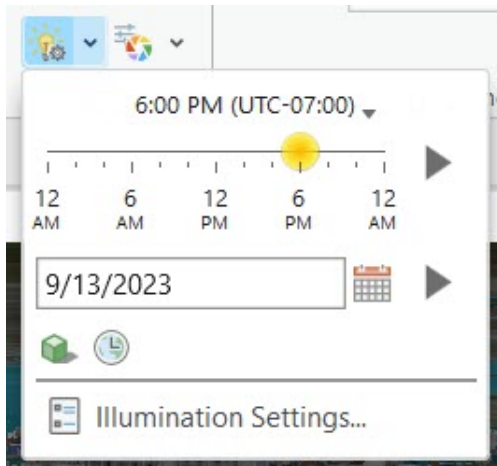 6:00 PM (UTC-07:00)
12 6 12 6 12
AM AM PM PM AM
9/13/2023
Illumination Settings...